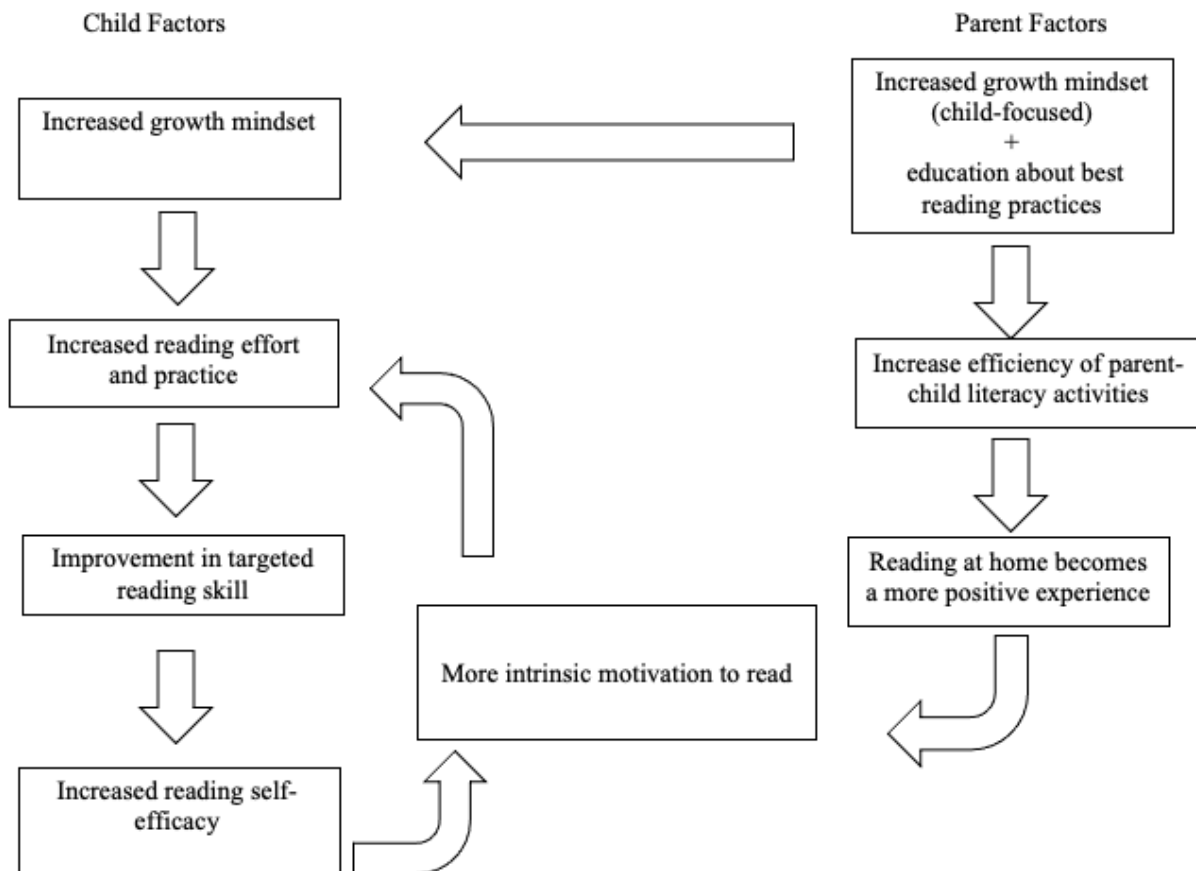 Child Factors
Parent Factors
Increased growth mindset
Increased growth mindset
(child-focused)
+
education about best
reading practices
Increased reading effort
and practice
Increase efficiency of parent-
child literacy activities
Improvement in targeted
reading skill
Reading at home becomes
a more positive experience
More intrinsic motivation to read
Increased reading self-
efficacy